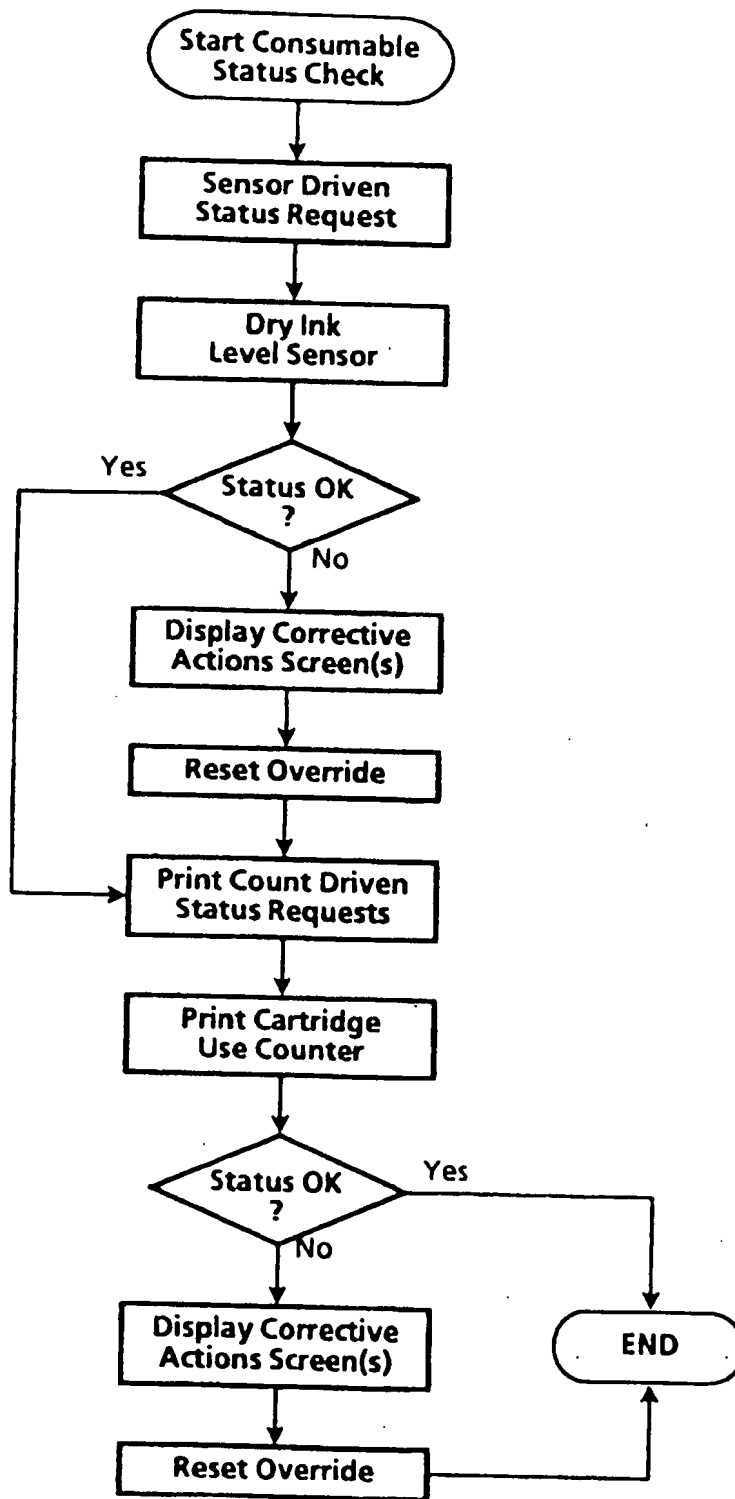 Start Consumable
Status Check
Sensor Driven
Status Request
Dry Ink
Level Sensor
Yes
Status OK
?
No
Display Corrective
Actions Screen(s)
Reset Override
Print Count Driven
Status Requests
Print Cartridge
Use Counter
Status OK
?
Yes
No
Display Corrective
Actions Screen(s)
END
Reset Override